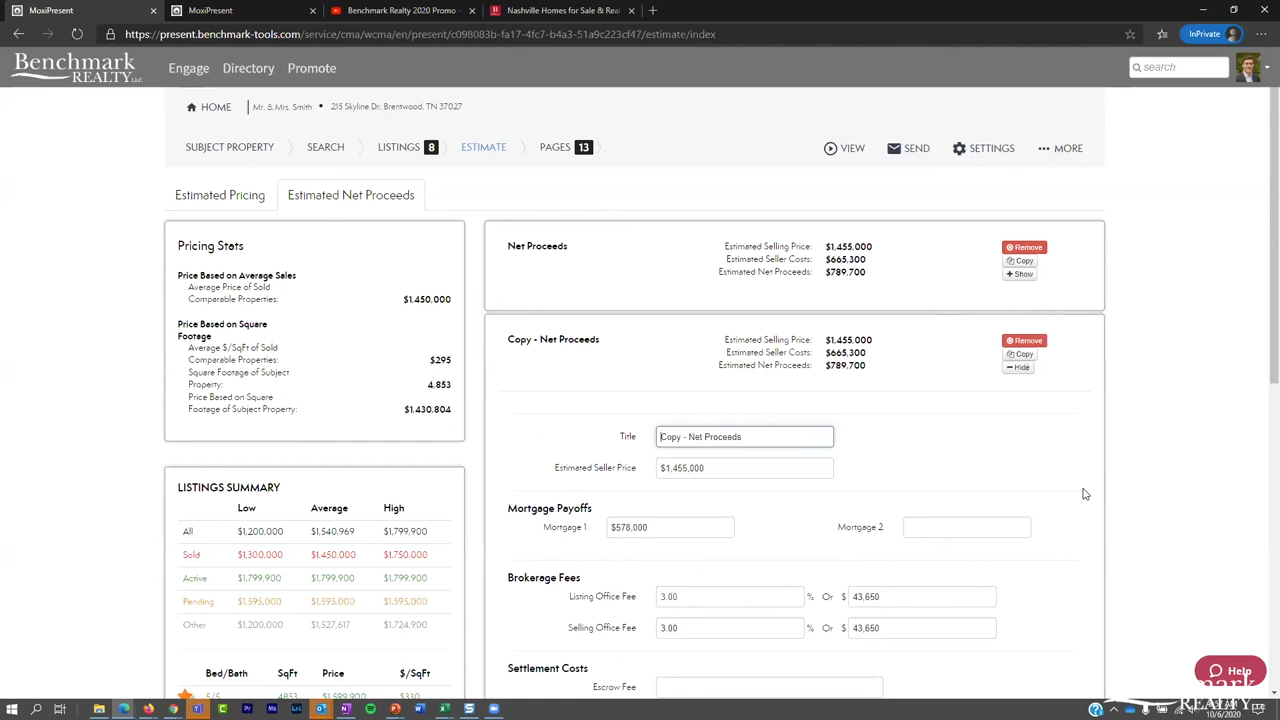 MoxiPresent
MoxiPresent
Benchmark Realty 2020 Promo -
Nashville Homes for Sale & Real
https://present.benchmark-tools.com/service/cma/wcma/en/present/c098083b-fa17-4fc7-b4a3-51a9c223cf47/estimate/index
InPrivate
Benchmark
REALTY, LLC
Engage
Directory
Promote
search
HOME
Mr. & Mrs. Smith • 215 Skyline Dr, Brentwood, TN 37027
SUBJECT PROPERTY
SEARCH
LISTINGS 8
ESTIMATE
PAGES 13
VIEW
SEND
SETTINGS
MORE
Estimated Pricing
Estimated Net Proceeds
Pricing Stats
Price Based on Average Sales
Average Price of Sold
Comparable Properties: $1,450,000
Price Based on Square
Footage
Average $/SqFt of Sold
Comparable Properties: $295
Square Footage of Subject
Property: 4,853
Price Based on Square
Footage of Subject Property: $1,430,804
LISTINGS SUMMARY
Low Average High
All $1,200,000 $1,540,969 $1,799,900
Sold $1,300,000 $1,450,000 $1,750,000
Active $1,799,900 $1,799,900 $1,799,900
Pending $1,595,000 $1,595,000 $1,595,000
Other $1,200,000 $1,527,617 $1,724,900
Bed/Bath SqFt Price $/SqFt
5/5 4853 $1,599,900 $330
Net Proceeds
Estimated Selling Price: $1,455,000
Estimated Seller Costs: $665,300
Estimated Net Proceeds: $789,700
Remove
Copy
Show
Copy - Net Proceeds
Estimated Selling Price: $1,455,000
Estimated Seller Costs: $665,300
Estimated Net Proceeds: $789,700
Remove
Copy
Hide
Title Copy - Net Proceeds
Estimated Seller Price $1,455,000
Mortgage Payoffs
Mortgage 1 $578,000 Mortgage 2
Brokerage Fees
Listing Office Fee 3.00 % Or $ 43,650
Selling Office Fee 3.00 % Or $ 43,650
Settlement Costs
Escrow Fee
Help
REALTY
10/6/2020